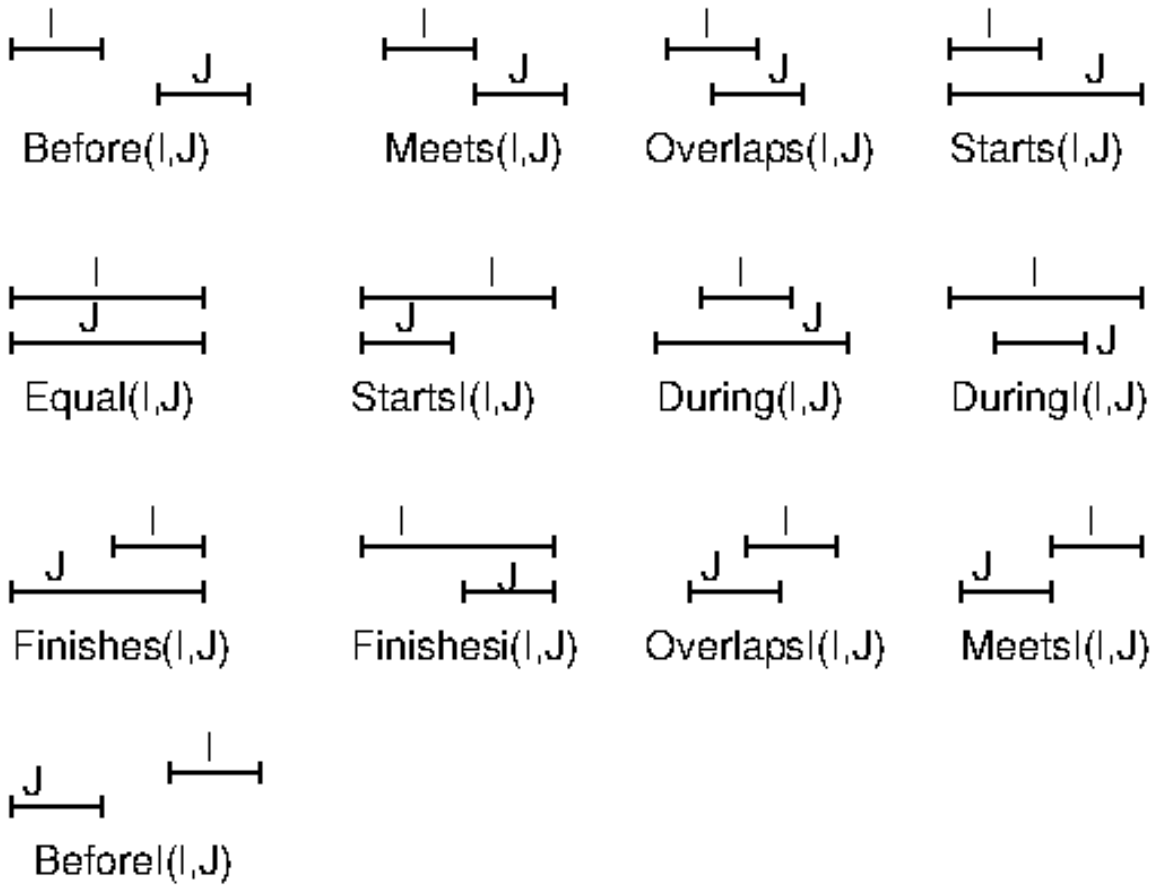 I I I I
J J J J
Before(I,J) Meets(I,J) Overlaps(I,J) Starts(I,J)
I I I I
J J J J
Equal(I,J) StartsI(I,J) During(I,J) DuringI(I,J)
I I I I
J J J J
Finishes(I,J) Finishesi(I,J) OverlapsI(I,J) MeetsI(I,J)
I
J
BeforeI(I,J)